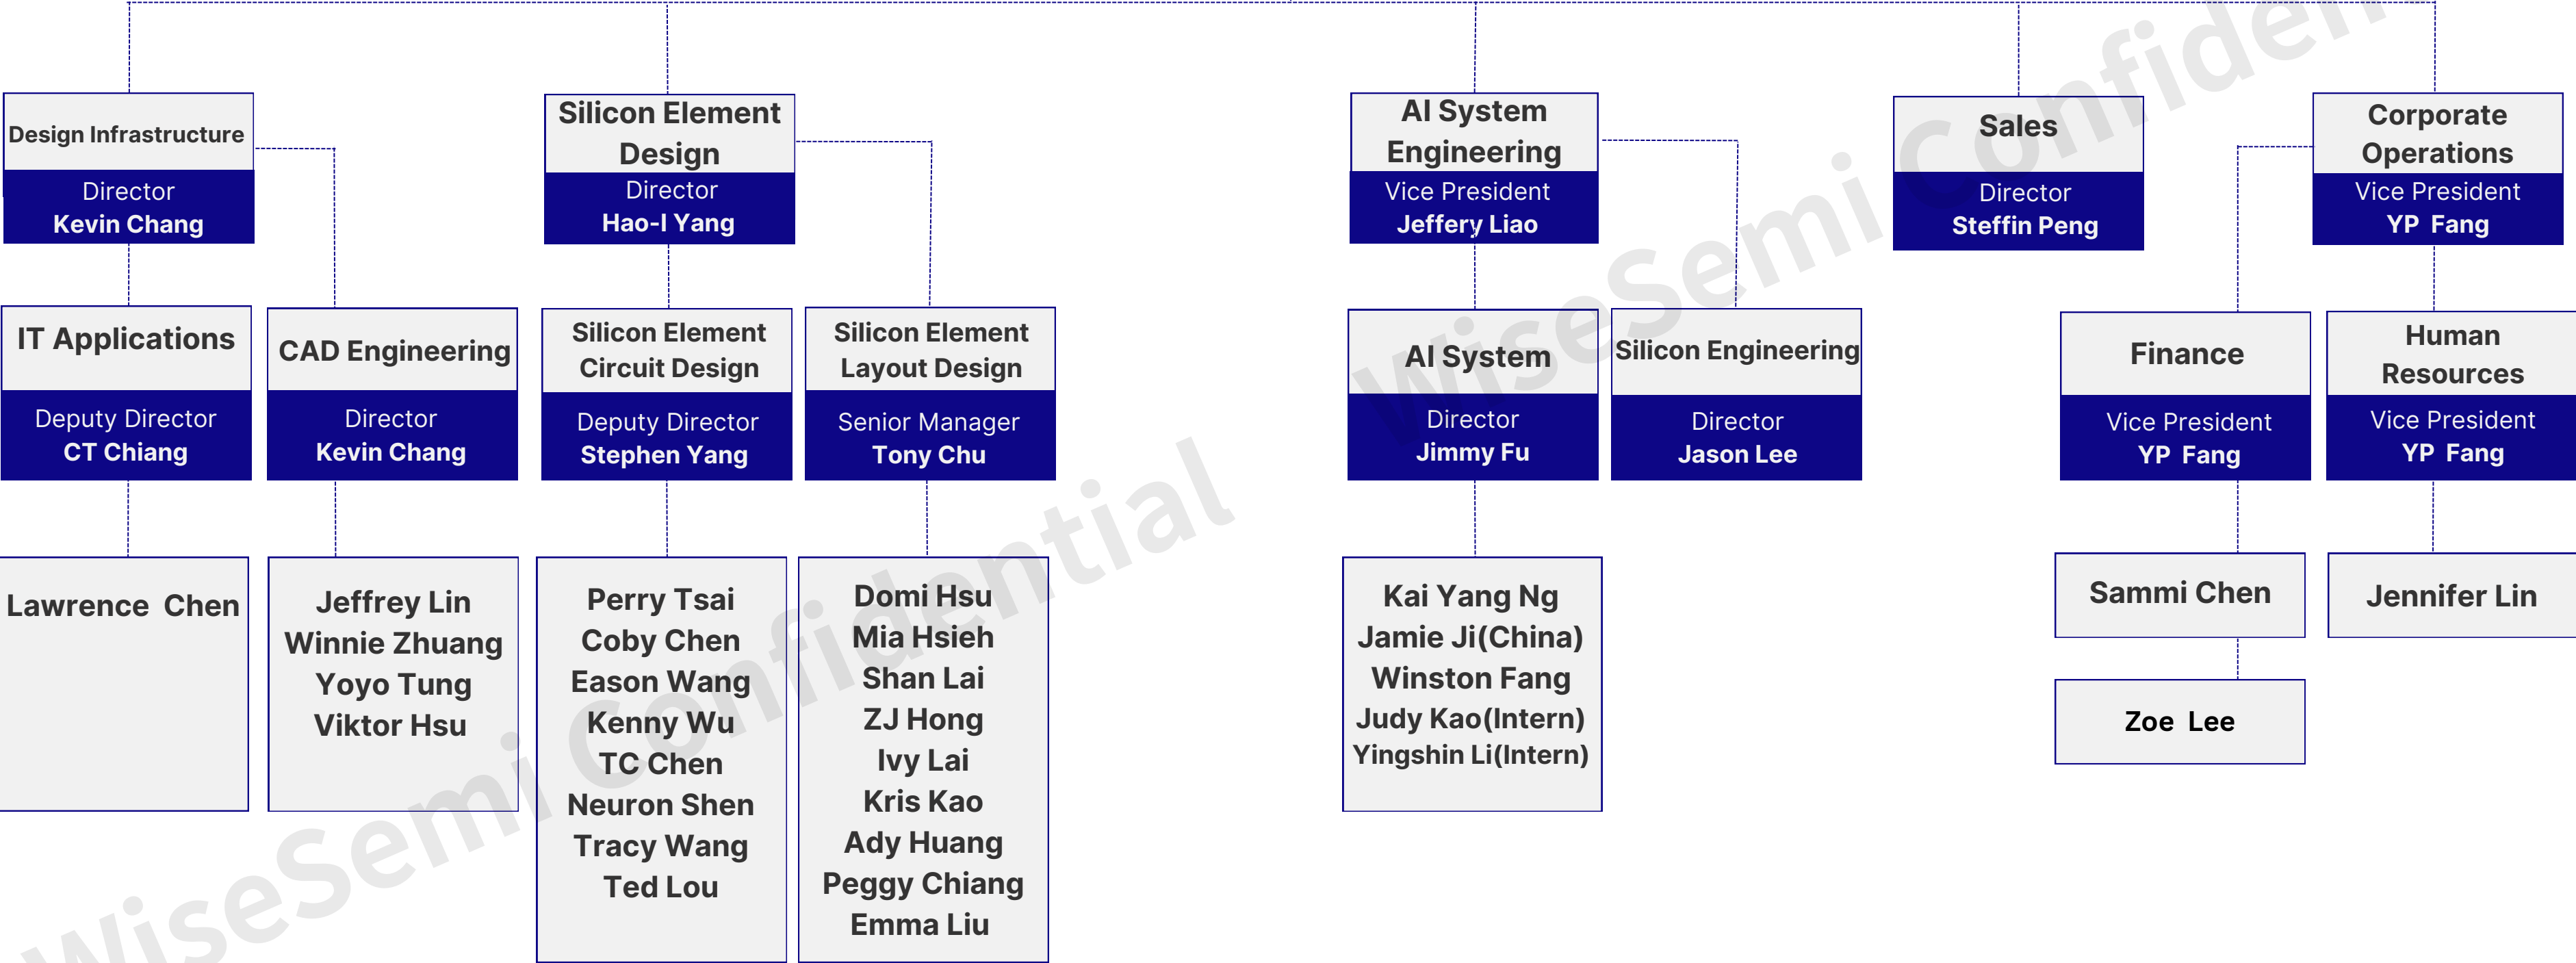 Design Infrastructure
Director
Kevin Chang
Silicon Element
Design
Director
Hao-I Yang
AI System
Engineering
Vice President
Jeffery Liao
Sales
Director
Steffin Peng
Corporate
Operations
Vice President
YP Fang
IT Applications
Deputy Director
CT Chiang
CAD Engineering
Director
Kevin Chang
Silicon Element
Circuit Design
Deputy Director
Stephen Yang
Silicon Element
Layout Design
Senior Manager
Tony Chu
AI System
Director
Jimmy Fu
Silicon Engineering
Director
Jason Lee
Finance
Vice President
YP Fang
Human
Resources
Vice President
YP Fang
Lawrence Chen
Jeffrey Lin
Winnie Zhuang
Yoyo Tung
Viktor Hsu
Perry Tsai
Coby Chen
Eason Wang
Kenny Wu
TC Chen
Neuron Shen
Tracy Wang
Ted Lou
Domi Hsu
Mia Hsieh
Shan Lai
ZJ Hong
Ivy Lai
Kris Kao
Ady Huang
Peggy Chiang
Emma Liu
Kai Yang Ng
Jamie Ji(China)
Winston Fang
Judy Kao(Intern)
Yingshin Li(Intern)
Sammi Chen
Zoe Lee
Jennifer Lin
WiseSemi Confidential
WiseSemi Confiden